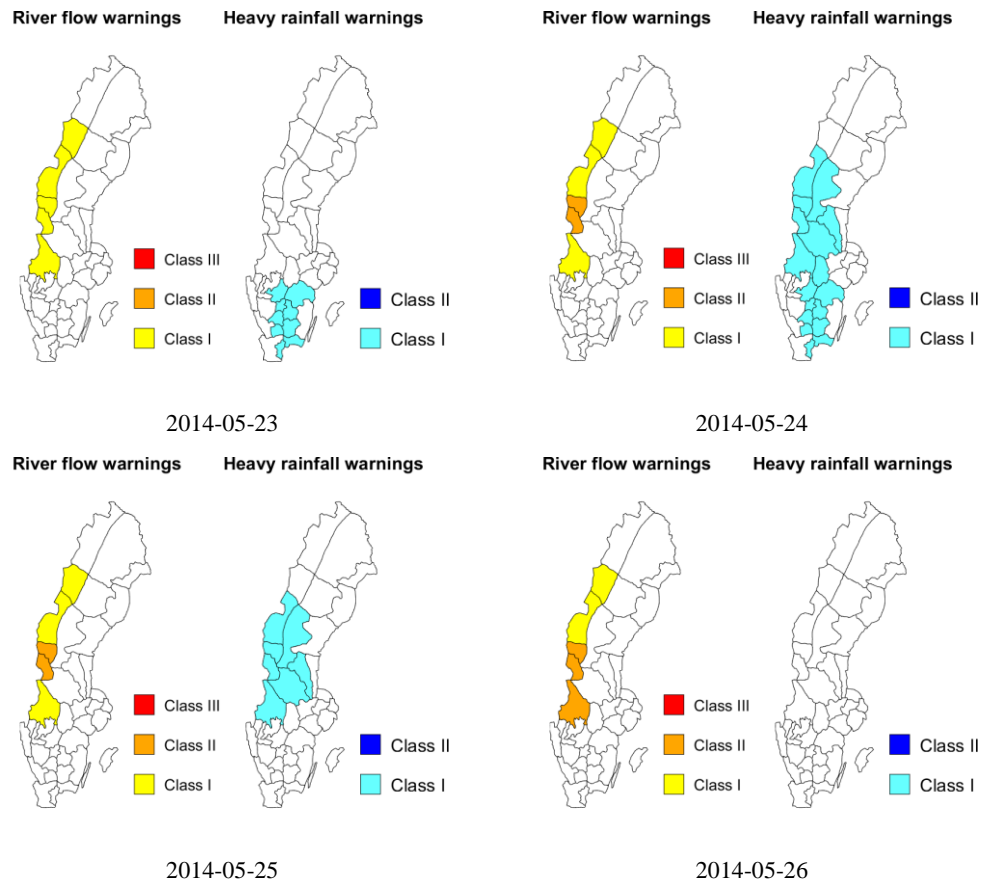 River flow warnings Heavy rainfall warnings
Class III
Class II
Class I
Class II
Class I
2014-05-23
River flow warnings Heavy rainfall warnings
Class III
Class II
Class I
Class II
Class I
2014-05-24
River flow warnings Heavy rainfall warnings
Class III
Class II
Class I
Class II
Class I
2014-05-25
River flow warnings Heavy rainfall warnings
Class III
Class II
Class I
Class II
Class I
2014-05-26